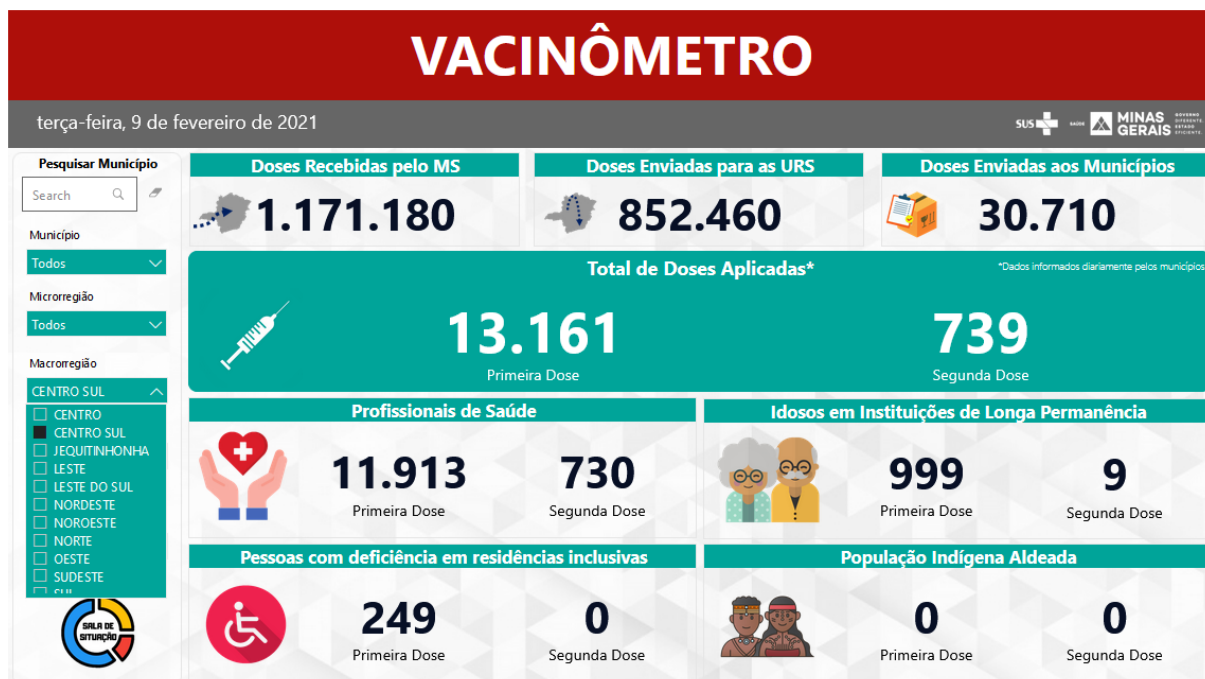 VACINÔMETRO
terça-feira, 9 de fevereiro de 2021
SUS
SAÚDE
MINAS
GERAIS
GOVERNO
DIFERENTE
ESTADO
EFICIENTE
Pesquisar Município
Search
Município
Todos
Microrregião
Todos
Macrorregião
CENTRO SUL
CENTRO
CENTRO SUL
JEQUITINHONHA
LESTE
LESTE DO SUL
NORDESTE
NOROESTE
NORTE
OESTE
SUDESTE
SALA DE
SITUAÇÃO
Doses Recebidas pelo MS
1.171.180
Doses Enviadas para as URS
852.460
Doses Enviadas aos Municípios
30.710
Total de Doses Aplicadas*
*Dados informados diariamente pelos municípios
13.161
Primeira Dose
739
Segunda Dose
Profissionais de Saúde
11.913
Primeira Dose
730
Segunda Dose
Idosos em Instituições de Longa Permanência
999
Primeira Dose
9
Segunda Dose
Pessoas com deficiência em residências inclusivas
249
Primeira Dose
0
Segunda Dose
População Indígena Aldeada
0
Primeira Dose
0
Segunda Dose